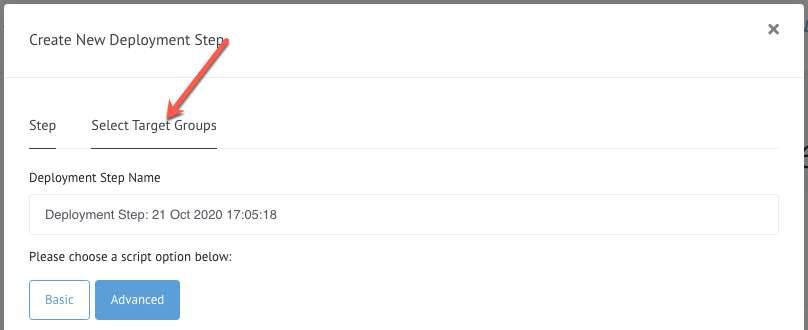 Create New Deployment Step
Step Select Target Groups
Deployment Step Name
Deployment Step: 21 Oct 2020 17:05:18
Please choose a script option below:
Basic Advanced